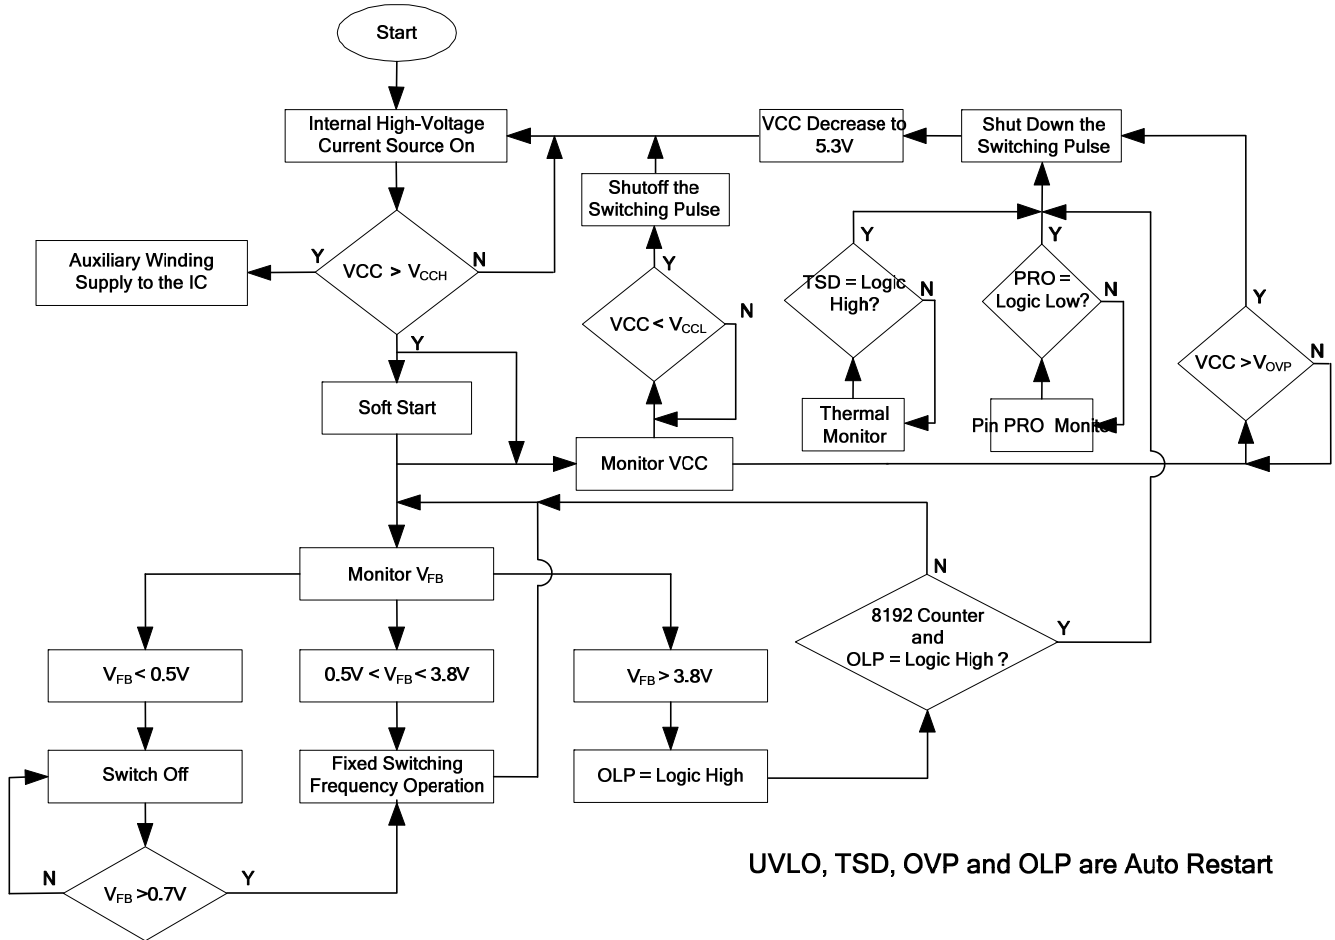 Start
Internal High-Voltage
Current Source On
VCC Decrease to
5.3V
Shut Down the
Switching Pulse
Shutoff the
Switching Pulse
Auxiliary Winding
Supply to the IC
Y
VCC > VCCH
N
Y
Y
VCC < VCCL
N
Y
TSD = Logic
High?
N
Y
PRO =
Logic Low?
N
Y
VCC > VOVP
N
Soft Start
Thermal
Monitor
Pin PRO Monitor
Monitor VCC
Monitor VFB
N
8192 Counter
and
OLP = Logic High ?
Y
VFB < 0.5V
0.5V < VFB < 3.8V
VFB > 3.8V
Switch Off
Fixed Switching
Frequency Operation
OLP = Logic High
N
VFB >0.7V
Y
UVLO, TSD, OVP and OLP are Auto Restart